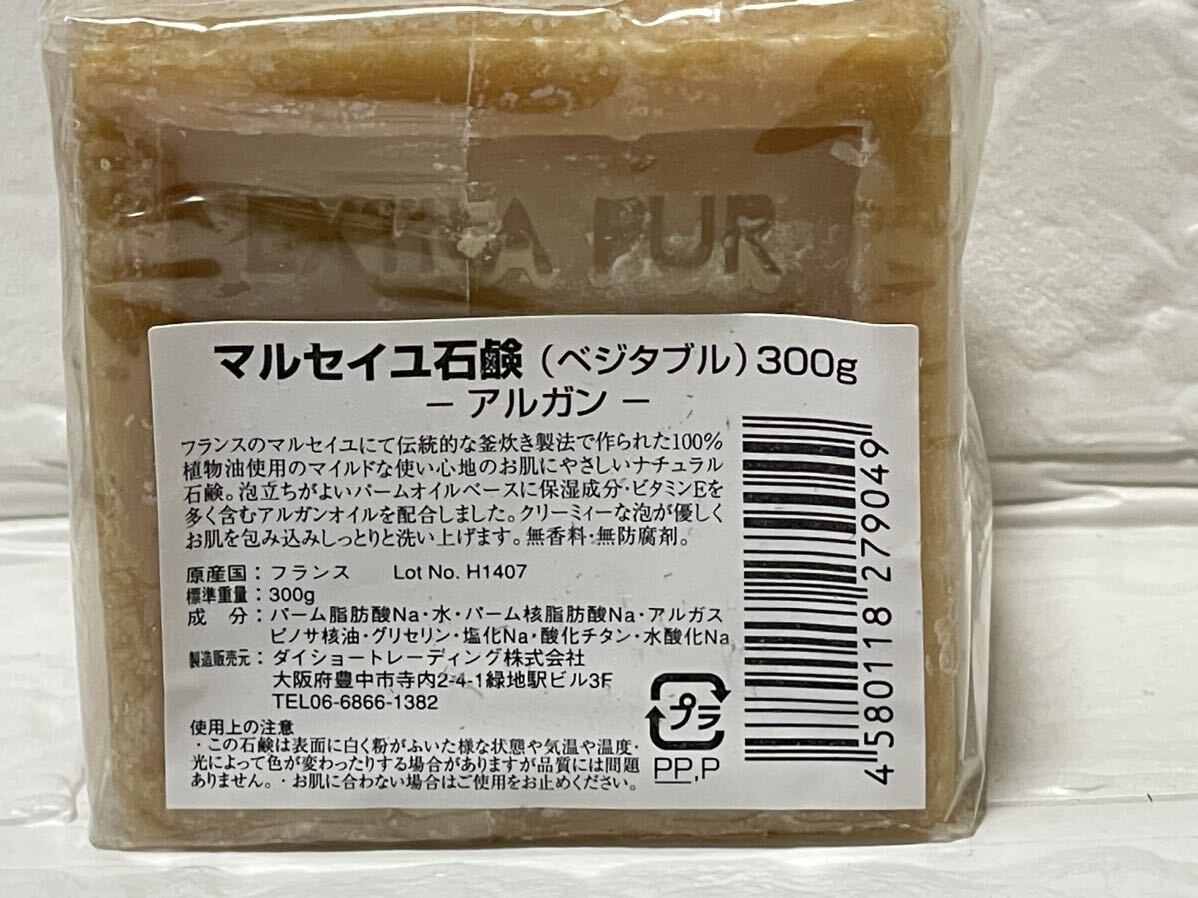 EXTRA PUR
マルセイユ石鹸（ベジタブル）300g
－アルガン－
フランスのマルセイユにて伝統的な釜炊き製法で作られた100%
植物油使用のマイルドな使い心地のお肌にやさしいナチュラル
石鹸。泡立ちがよいパームオイルベースに保湿成分・ビタミンEを
多く含むアルガンオイルを配合しました。クリーミィーな泡が優しく
お肌を包み込みしっとりと洗い上げます。無香料・無防腐剤。
原産国：フランス　Lot No. H1407
標準重量：300g
成　分：パーム脂肪酸Na・水・パーム核脂肪酸Na・アルガス
ピノサ核油・グリセリン・塩化Na・酸化チタン・水酸化Na
製造販売元：ダイショートレーディング株式会社
大阪府豊中市寺内2-4-1緑地駅ビル3F
TEL06-6866-1382
使用上の注意
・この石鹸は表面に白く粉がふいた様な状態や気温や温度・
光によって色が変わったりする場合がありますが品質には問題
ありません。・お肌に合わない場合はご使用をお止めください。
プラ
PP,P
4580118279049